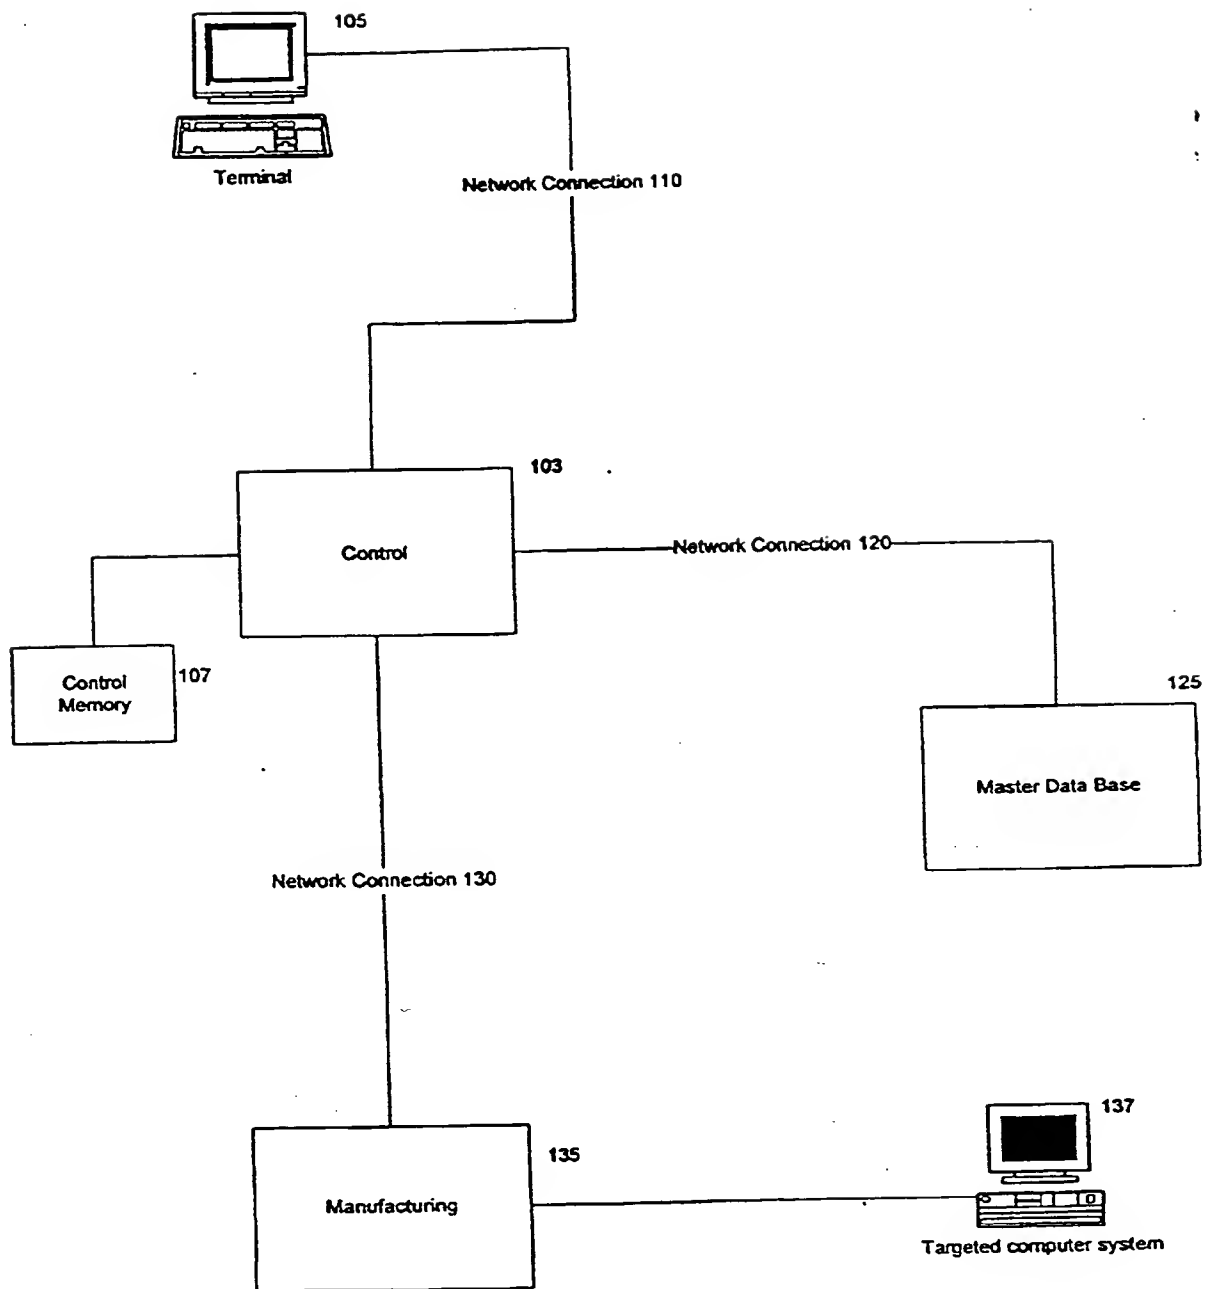 105
Terminal
Network Connection 110
103
Control
Network Connection 120
Control
Memory
107
125
Master Data Base
Network Connection 130
137
135
Manufacturing
Targeted computer system